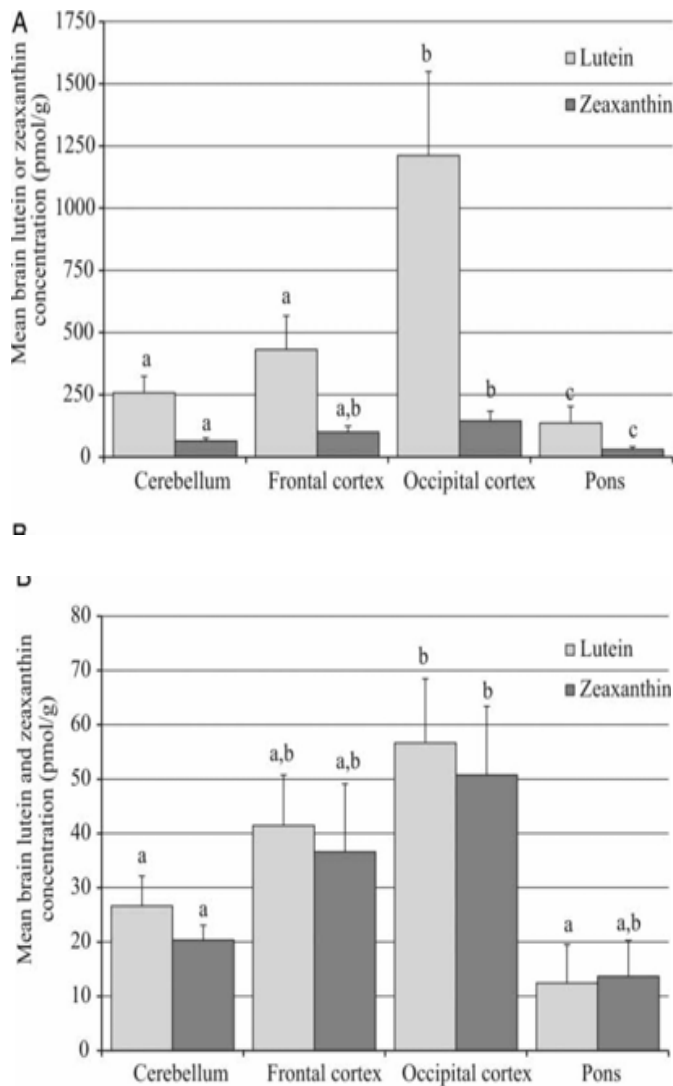 A
Mean brain lutein or zeaxanthin
concentration (pmol/g)
1750
1500
1250
1000
750
500
250
0
Lutein
Zeaxanthin
a
a
a
a,b
b
b
c
c
Cerebellum
Frontal cortex
Occipital cortex
Pons
B
Mean brain lutein and zeaxanthin
concentration (pmol/g)
80
70
60
50
40
30
20
10
0
Lutein
Zeaxanthin
a
a
a,b
a,b
b
b
a
a,b
Cerebellum
Frontal cortex
Occipital cortex
Pons